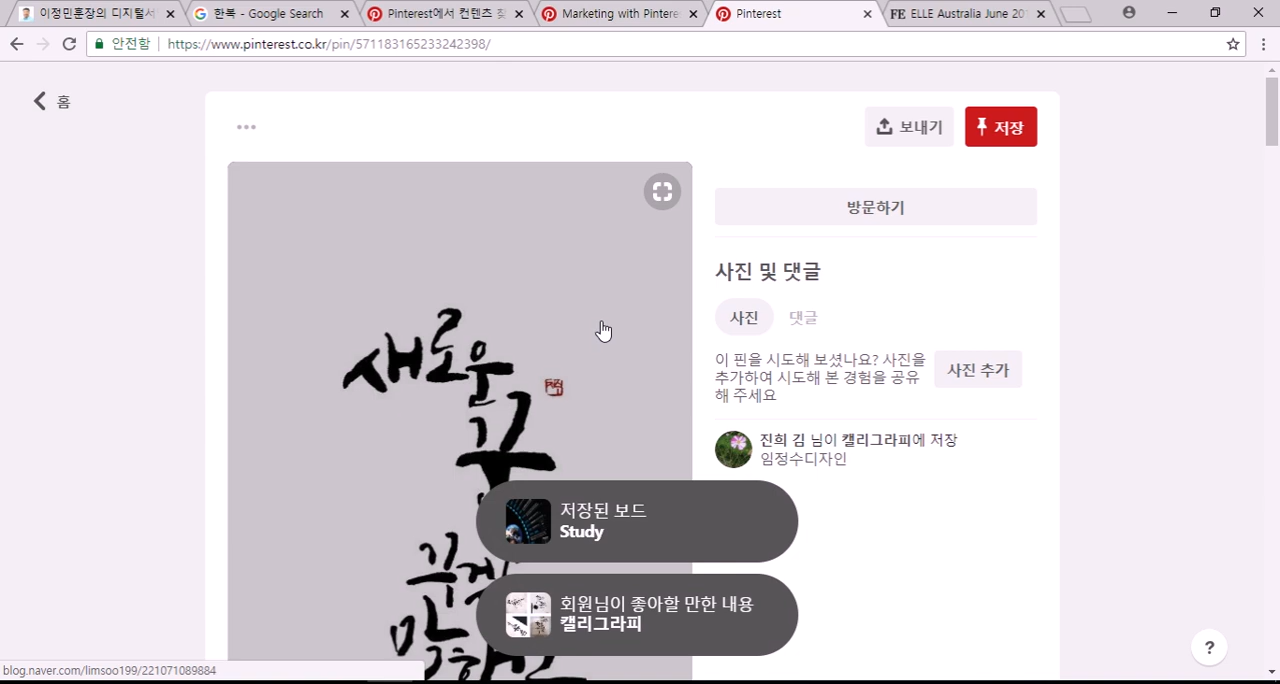 이정민훈장의 디지털서
한복 - Google Search
Pinterest에서 컨텐츠 찾
Marketing with Pintere
Pinterest
FE ELLE Australia June 201
안전함 https://www.pinterest.co.kr/pin/571183165233242398/
홈
보내기
저장
방문하기
사진 및 댓글
사진 댓글
이 핀을 시도해 보셨나요? 사진을
추가하여 시도해 본 경험을 공유
해 주세요
사진 추가
진희 김 님이 캘리그라피에 저장
임정수디자인
새로운
꿈
저장된 보드
Study
회원님이 좋아할 만한 내용
캘리그라피
?
blog.naver.com/limsoo199/221071089884